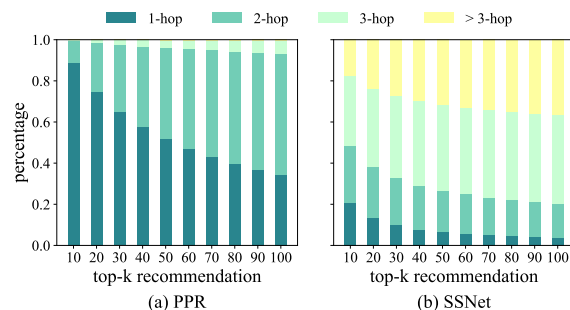 1-hop 2-hop 3-hop > 3-hop
1.0
0.8
0.6
0.4
0.2
0.0
percentage
10 20 30 40 50 60 70 80 90 100
10 20 30 40 50 60 70 80 90 100
top-k recommendation
top-k recommendation
(a) PPR
(b) SSNet